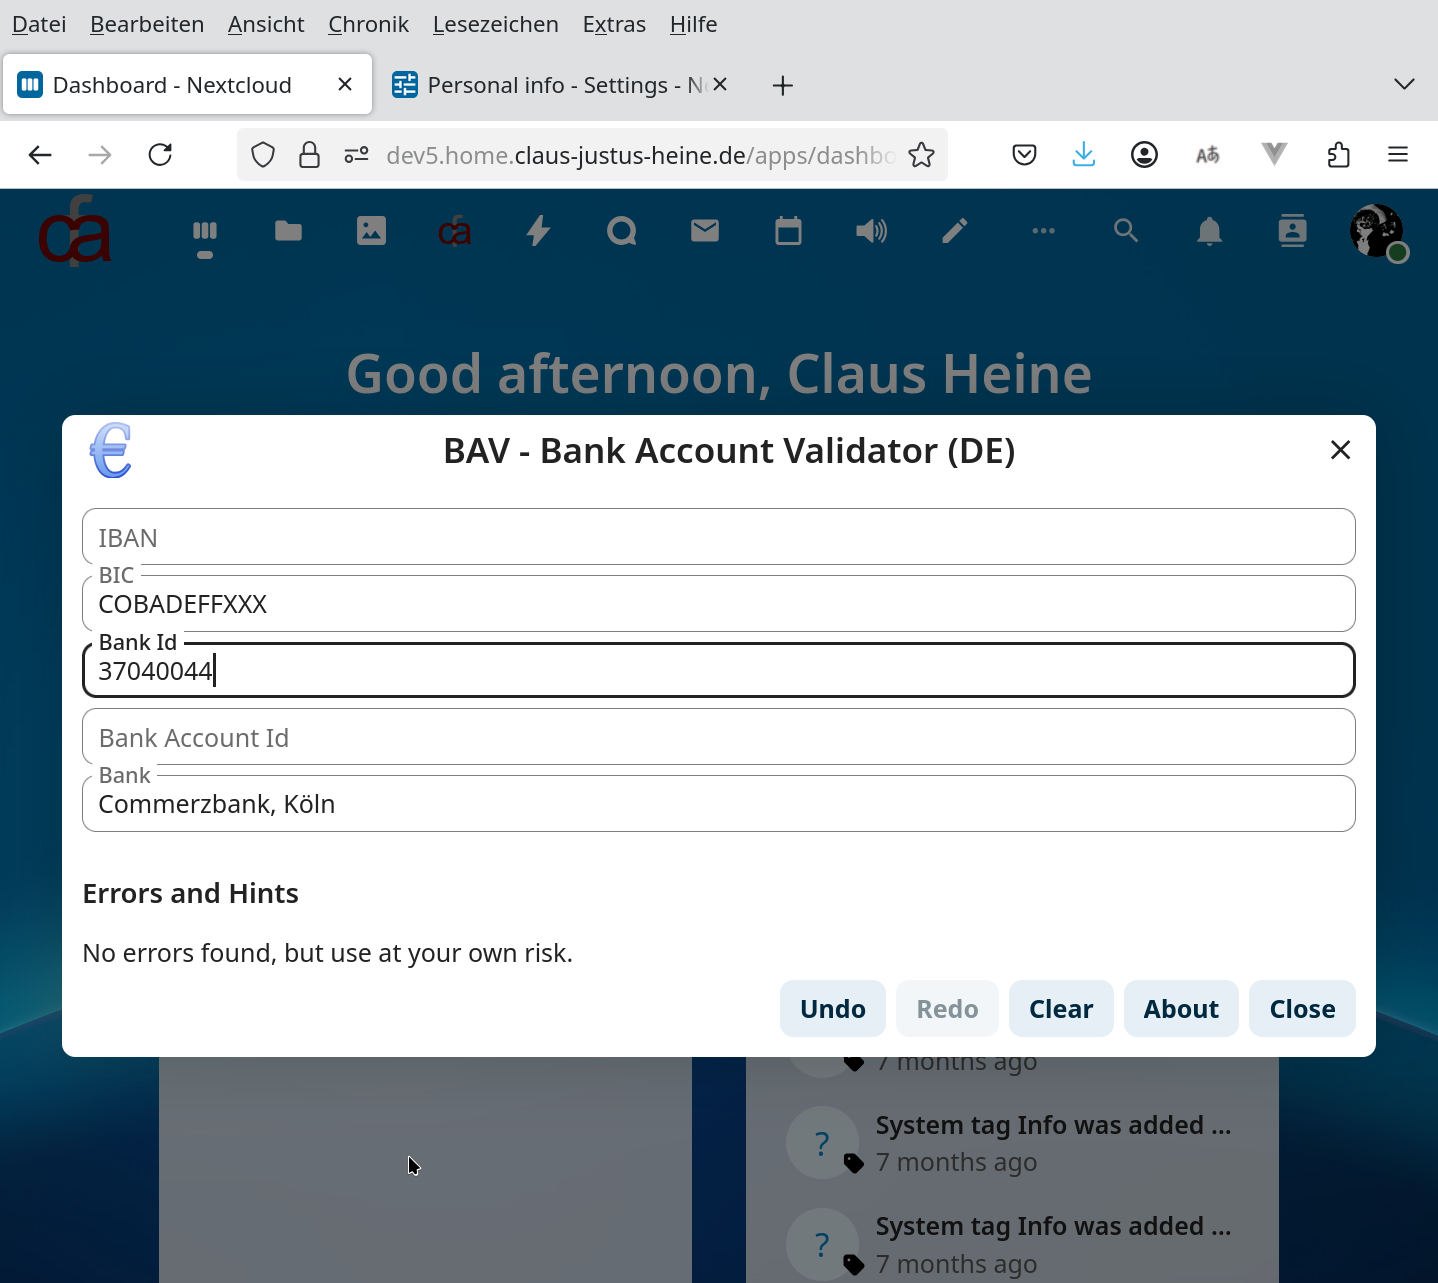 Datei Bearbeiten Ansicht Chronik Lesezeichen Extras Hilfe
Dashboard - Nextcloud Personal info - Settings - N
dev5.home.claus-justus-heine.de/apps/dashbo
cfa
Good afternoon, Claus Heine
€ BAV - Bank Account Validator (DE)
IBAN
BIC
COBADEFFXXX
Bank Id
37040044
Bank Account Id
Bank
Commerzbank, Köln
Errors and Hints
No errors found, but use at your own risk.
Undo Redo Clear About Close
7 months ago
? System tag Info was added ...
7 months ago
? System tag Info was added ...
7 months ago